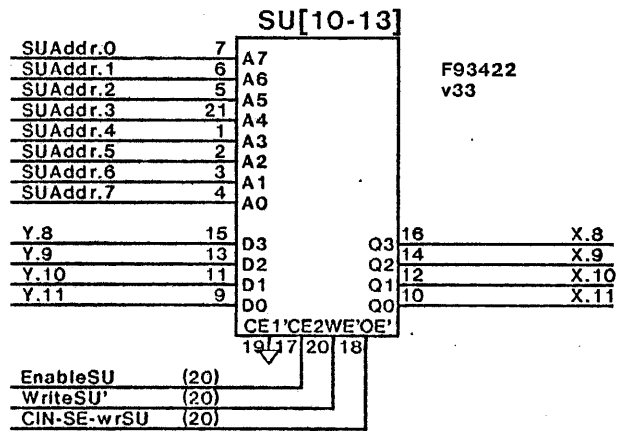 SU[10-13]
F93422
v33
SUAddr.0 7 A7
SUAddr.1 6 A6
SUAddr.2 5 A5
SUAddr.3 21 A4
SUAddr.4 1 A3
SUAddr.5 2 A2
SUAddr.6 3 A1
SUAddr.7 4 A0
Y.8 15 D3 Q3 16 X.8
Y.9 13 D2 Q2 14 X.9
Y.10 11 D1 Q1 12 X.10
Y.11 9 D0 Q0 10 X.11
CE1' CE2 WE' OE'
19 17 20 18
EnableSU (20)
WriteSU' (20)
CIN-SE-wrSU (20)